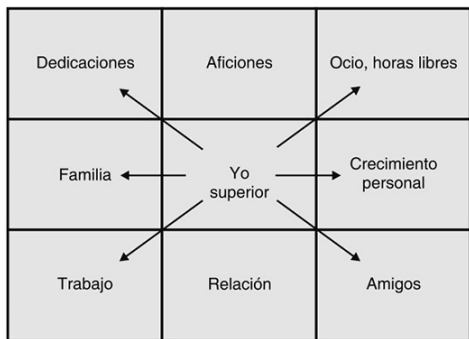 Dedicaciones
Aficiones
Ocio, horas libres
Familia
Yo
superior
Crecimiento
personal
Trabajo
Relación
Amigos